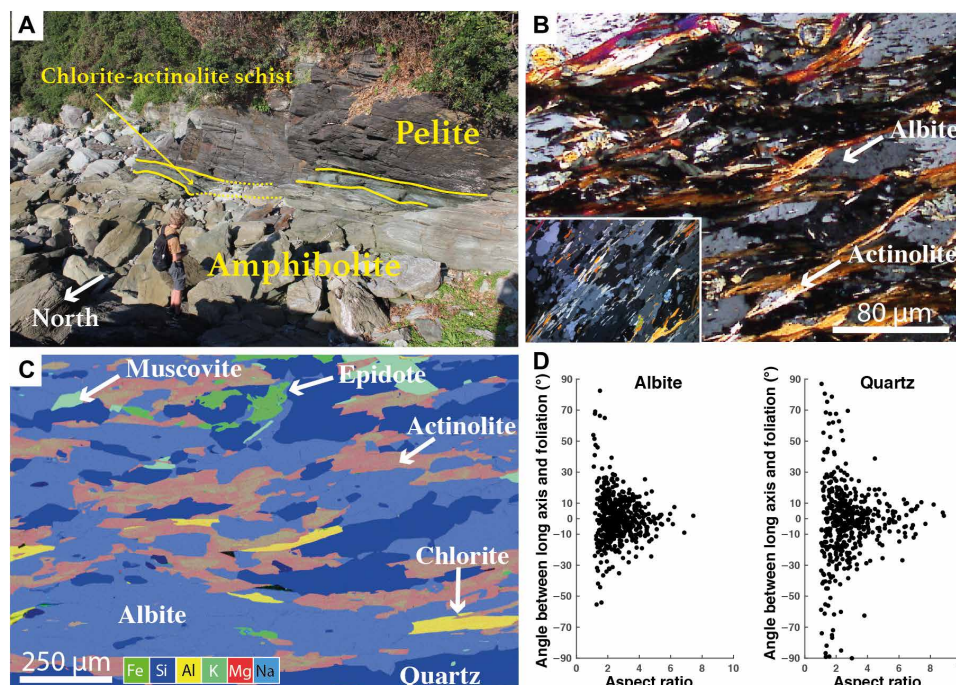 A
Chlorite-actinolite schist
Pelite
Amphibolite
North
B
Albite
Actinolite
80 µm
C
Muscovite
Epidote
Actinolite
Chlorite
Albite
250 µm
Fe Si Al K Mg Na
Quartz
D
Albite
Angle between long axis and foliation (°)
90
70
50
30
10
0
−10
−30
−50
−70
−90
0 2 4 6 8 10
Aspect ratio
Quartz
Angle between long axis and foliation (°)
90
70
50
30
10
0
−10
−30
−50
−70
−90
0 2 4 6 8
Aspect ratio